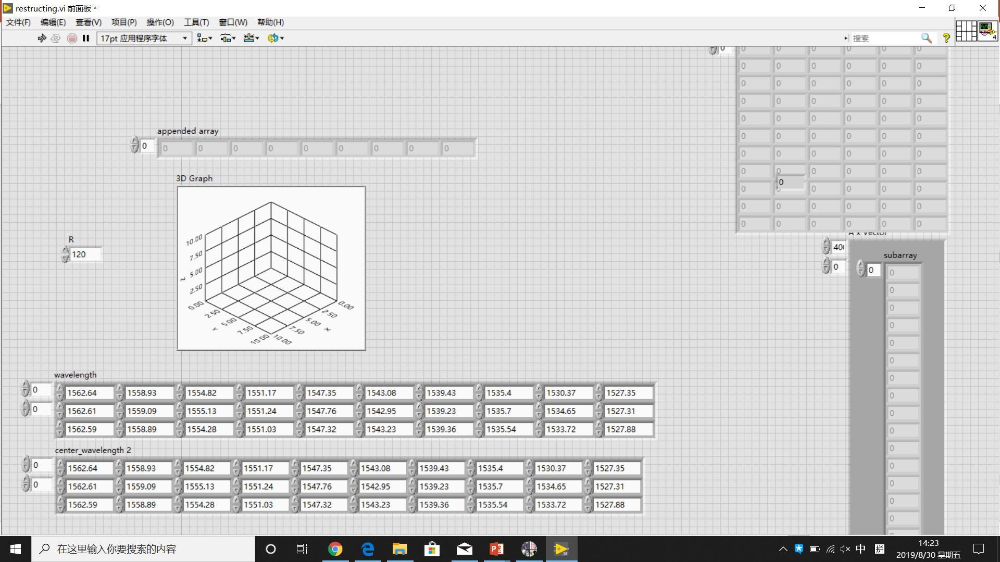 restructing.vi 前面板 *
文件(F) 编辑(E) 查看(V) 项目(P) 操作(O) 工具(T) 窗口(W) 帮助(H)
17pt 应用程序字体 搜索
4
0 0 0 0 0 0 0
0 0 0 0 0 0
0 0 0 0 0 0
0 0 0 0 0 0
0 0 0 0 0 0
appended array
0 0 0 0 0 0
0 0 0 0 0 0 0 0 0 0
0 0 0 0 0 0
0 0 0 0 0 0
3D Graph
0
0 0 0 0 0 0
0 0 0 0 0 0
0 0 0 0 0 0
A x Vector
10.00
7.50
5.00
2.50
0.00
Z
2.50
5.00
7.50
10.00
Y
0.00
2.50
5.00
7.50
10.00
X
R
120
40
0
subarray
0 0
0
0
0
0
0
0
0
0
0
0
0
0
0
0
wavelength
0 1562.64 1558.93 1554.82 1551.17 1547.35 1543.08 1539.43 1535.4 1530.37 1527.35
0 1562.61 1559.09 1555.13 1551.24 1547.76 1542.95 1539.23 1535.7 1534.65 1527.31
1562.59 1558.89 1554.28 1551.03 1547.32 1543.23 1539.36 1535.54 1533.72 1527.88
center_wavelength 2
0 1562.64 1558.93 1554.82 1551.17 1547.35 1543.08 1539.43 1535.4 1530.37 1527.35
0 1562.61 1559.09 1555.13 1551.24 1547.76 1542.95 1539.23 1535.7 1534.65 1527.31
1562.59 1558.89 1554.28 1551.03 1547.32 1543.23 1539.36 1535.54 1533.72 1527.88
在这里输入你要搜索的内容
中 拼
14:23
2019/8/30 星期五